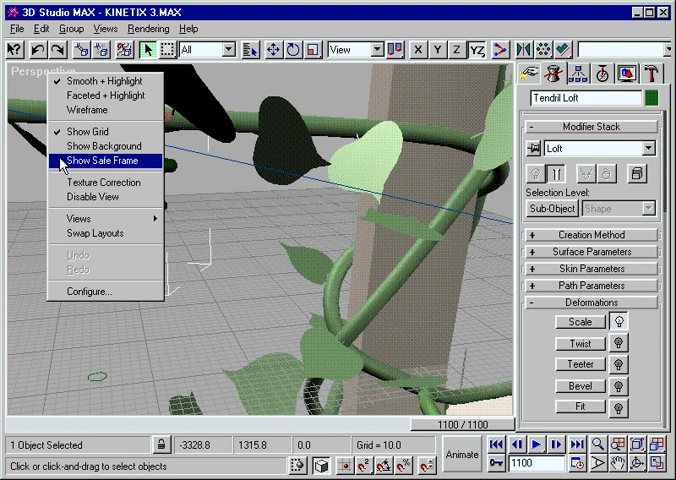 3D Studio MAX - KINETIX 3.MAX
File Edit Group Views Rendering Help
All View X Y Z YZ
Perspective
Smooth + Highlight
Faceted + Highlight
Wireframe
Show Grid
Show Background
Show Safe Frame
Texture Correction
Disable View
Views
Swap Layouts
Undo
Redo
Configure...
Tendril Loft
- Modifier Stack
Loft
Selection Level:
Sub-Object Shape
+ Creation Method
+ Surface Parameters
+ Skin Parameters
+ Path Parameters
- Deformations
Scale
Twist
Teeter
Bevel
Fit
1100 / 1100
1 Object Selected -3328.8 1315.8 0.0 Grid = 10.0
Animate
1100
Click or click-and-drag to select objects